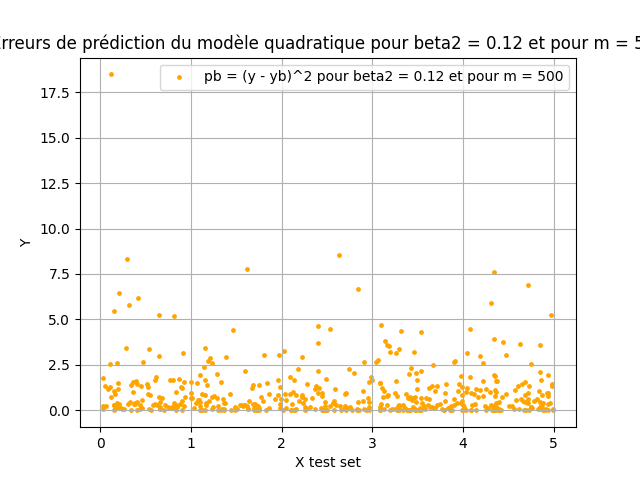 rreurs de prédiction du modèle quadratique pour beta2 = 0.12 et pour m = 5
pb = (y - yb)^2 pour beta2 = 0.12 et pour m = 500
17.5
15.0
12.5
10.0
7.5
5.0
2.5
0.0
Y
0 1 2 3 4 5
X test set